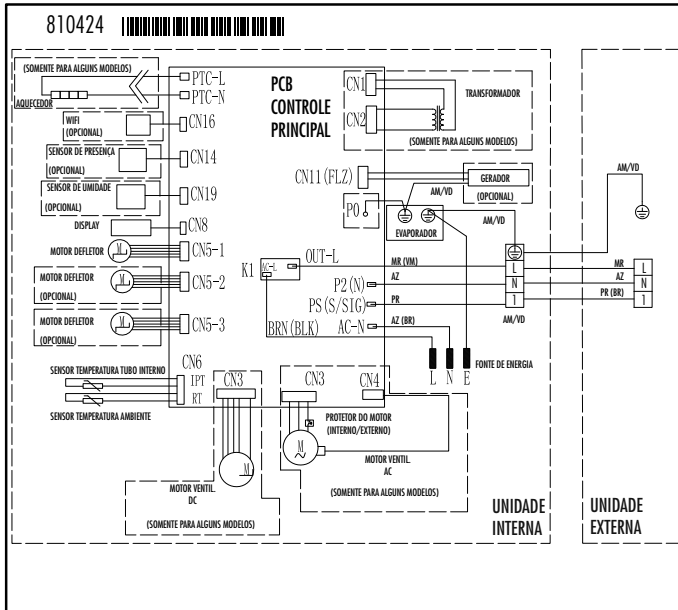 810424
(SOMENTE PARA ALGUNS MODELOS)
AQUECEDOR
PTC-L
PTC-N
WIFI
(OPCIONAL)
CN16
SENSOR DE PRESENÇA
(OPCIONAL)
CN14
SENSOR DE UMIDADE
(OPCIONAL)
CN19
DISPLAY
CN8
MOTOR DEFLETOR
M
CN5-1
MOTOR DEFLETOR
(OPCIONAL)
M
CN5-2
MOTOR DEFLETOR
(OPCIONAL)
M
CN5-3
CN6
SENSOR TEMPERATURA TUBO INTERNO
IPT
RT
SENSOR TEMPERATURA AMBIENTE
PCB
CONTROLE
PRINCIPAL
CN1
CN2
TRANSFORMADOR
(SOMENTE PARA ALGUNS MODELOS)
CN11(FLZ)
GERADOR
(OPCIONAL)
AM/VD
P0
EVAPORADOR
AM/VD
AM/VD
K1
AC-L
OUT-L
MR (VM)
P2(N)
AZ
PS(S/SIG)
PR
BRN(BLK)
AC-N
AZ (BR)
L
N
1
AM/VD
MR
AZ
PR (BR)
L
N
1
L N E
FONTE DE ENERGIA
CN3
M
MOTOR VENTIL.
DC
(SOMENTE PARA ALGUNS MODELOS)
CN3
CN4
PROTETOR DO MOTOR
(INTERNO/EXTERNO)
M
MOTOR VENTIL.
AC
(SOMENTE PARA ALGUNS MODELOS)
UNIDADE
INTERNA
UNIDADE
EXTERNA